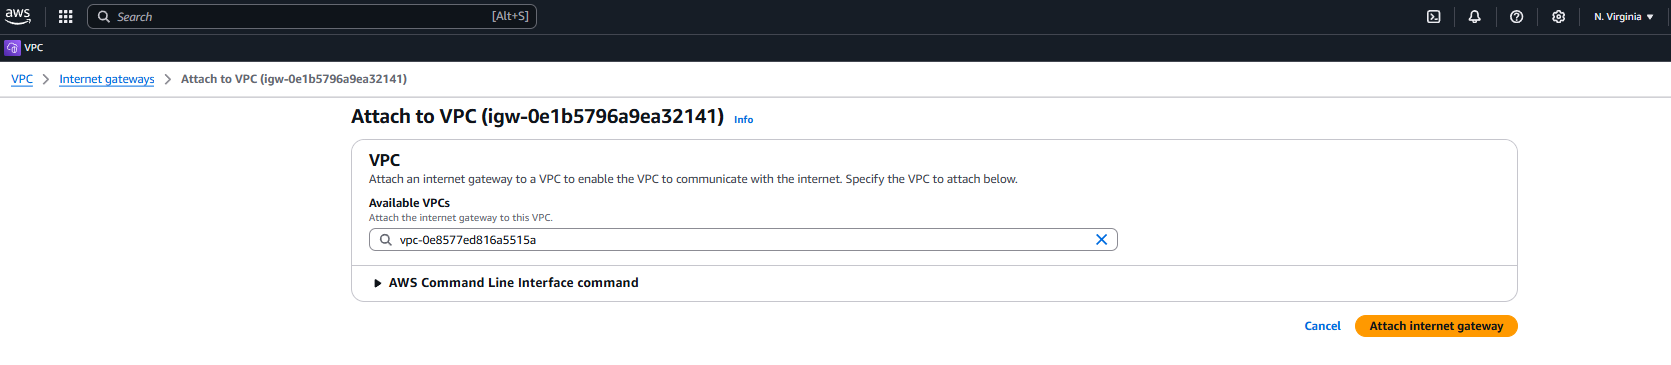 aws Search [Alt+S] N. Virginia
VPC
VPC Internet gateways Attach to VPC (igw-0e1b5796a9ea32141)
Attach to VPC (igw-0e1b5796a9ea32141) Info
VPC
Attach an internet gateway to a VPC to enable the VPC to communicate with the internet. Specify the VPC to attach below.
Available VPCs
Attach the internet gateway to this VPC.
vpc-0e8577ed816a5515a
AWS Command Line Interface command
Cancel Attach internet gateway